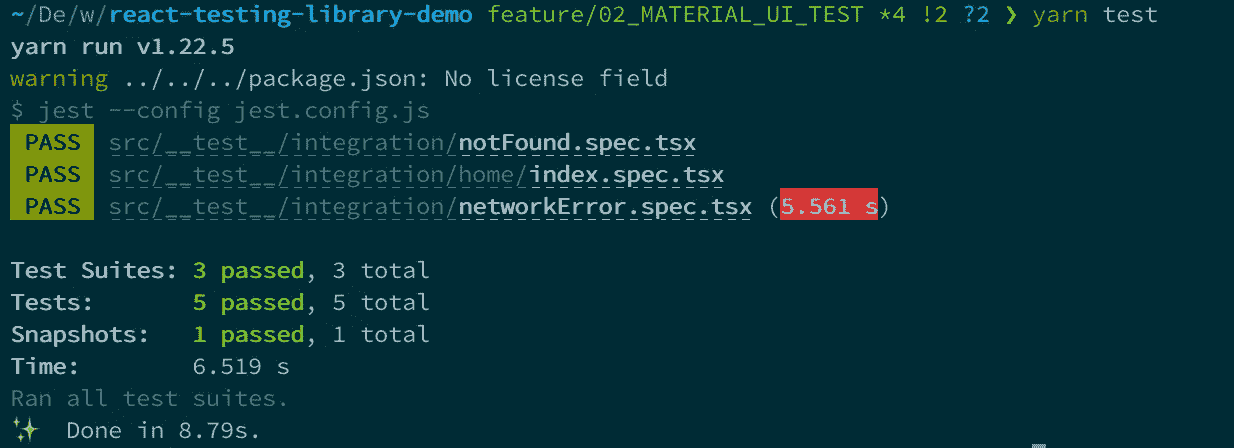 ~/De/w/react-testing-library-demo feature/02_MATERIAL_UI_TEST *4 !2 ?2 ❯ yarn test
yarn run v1.22.5
warning ../../../package.json: No license field
$ jest --config jest.config.js
PASS src/__test__/integration/notFound.spec.tsx
PASS src/__test__/integration/home/index.spec.tsx
PASS src/__test__/integration/networkError.spec.tsx (5.561 s)
Test Suites: 3 passed, 3 total
Tests: 5 passed, 5 total
Snapshots: 1 passed, 1 total
Time: 6.519 s
Ran all test suites.
✨ Done in 8.79s.